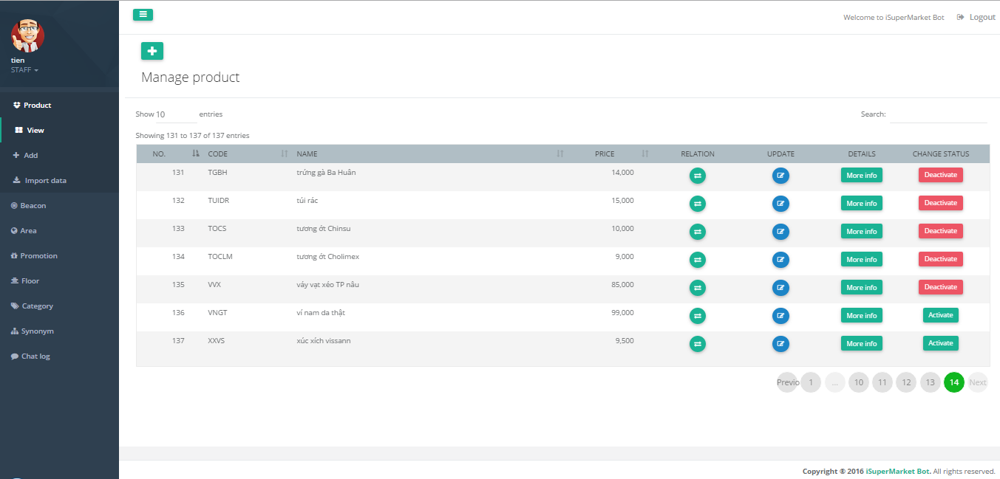 Welcome to iSuperMarket Bot Logout
tien
STAFF
Product
View
Add
Import data
Beacon
Area
Promotion
Floor
Category
Synonym
Chat log
Manage product
Show 10 entries
Search:
Showing 131 to 137 of 137 entries
NO. CODE NAME PRICE RELATION UPDATE DETAILS CHANGE STATUS
131 TGBH trứng gà Ba Huân 14,000 More info Deactivate
132 TUIDR túi rác 15,000 More info Deactivate
133 TOCS tương ớt Chinsu 10,000 More info Deactivate
134 TOCLM tương ớt Cholimex 9,000 More info Deactivate
135 VVX váy vạt xéo TP nâu 85,000 More info Deactivate
136 VNGT ví nam da thật 99,000 More info Activate
137 XXVS xúc xích vissann 9,500 More info Activate
Previo 1 ... 10 11 12 13 14 Next
Copyright © 2016 iSuperMarket Bot. All rights reserved.